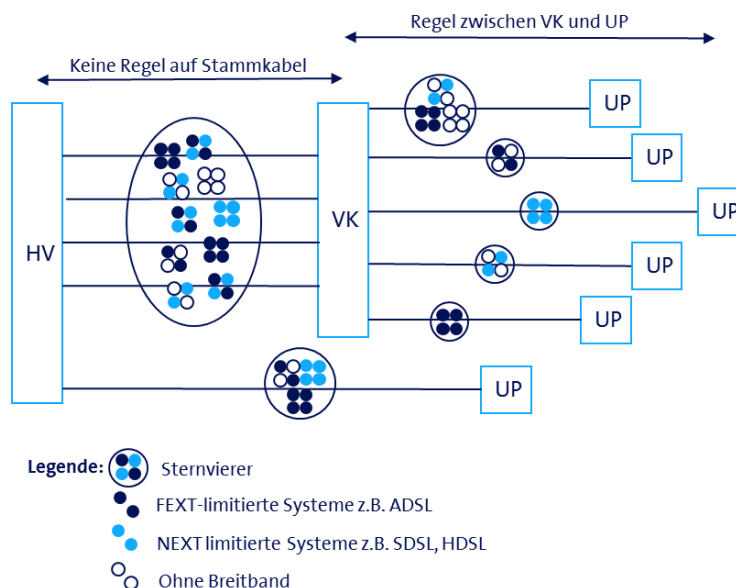 Regel zwischen VK und UP
Keine Regel auf Stammkabel
UP
UP
UP
HV
VK
UP
UP
UP
Legende:
Sternvierer
FEXT-limitierte Systeme z.B. ADSL
NEXT limitierte Systeme z.B. SDSL, HDSL
Ohne Breitband